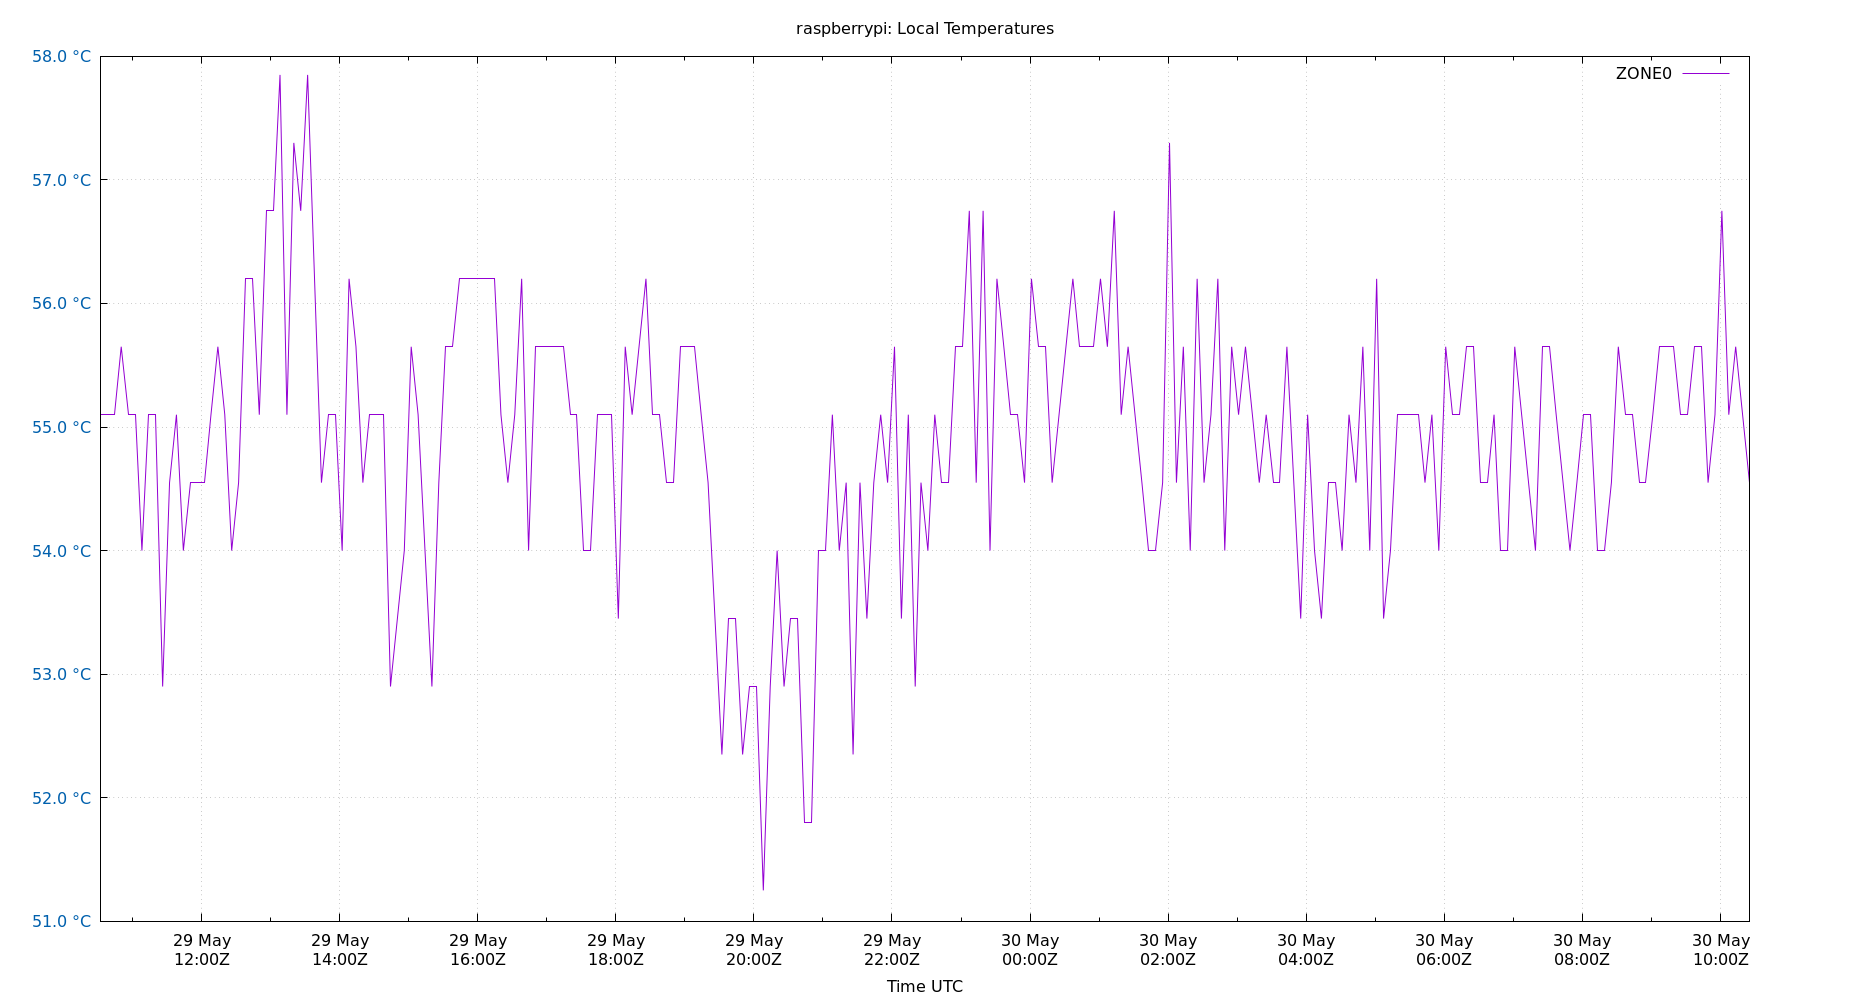 raspberrypi: Local Temperatures
58.0 °C
ZONE0
57.0 °C
56.0 °C
55.0 °C
54.0 °C
53.0 °C
52.0 °C
51.0 °C
29 May 29 May 29 May 29 May 29 May 29 May 30 May 30 May 30 May 30 May 30 May 30 May
12:00Z 14:00Z 16:00Z 18:00Z 20:00Z 22:00Z 00:00Z 02:00Z 04:00Z 06:00Z 08:00Z 10:00Z
Time UTC